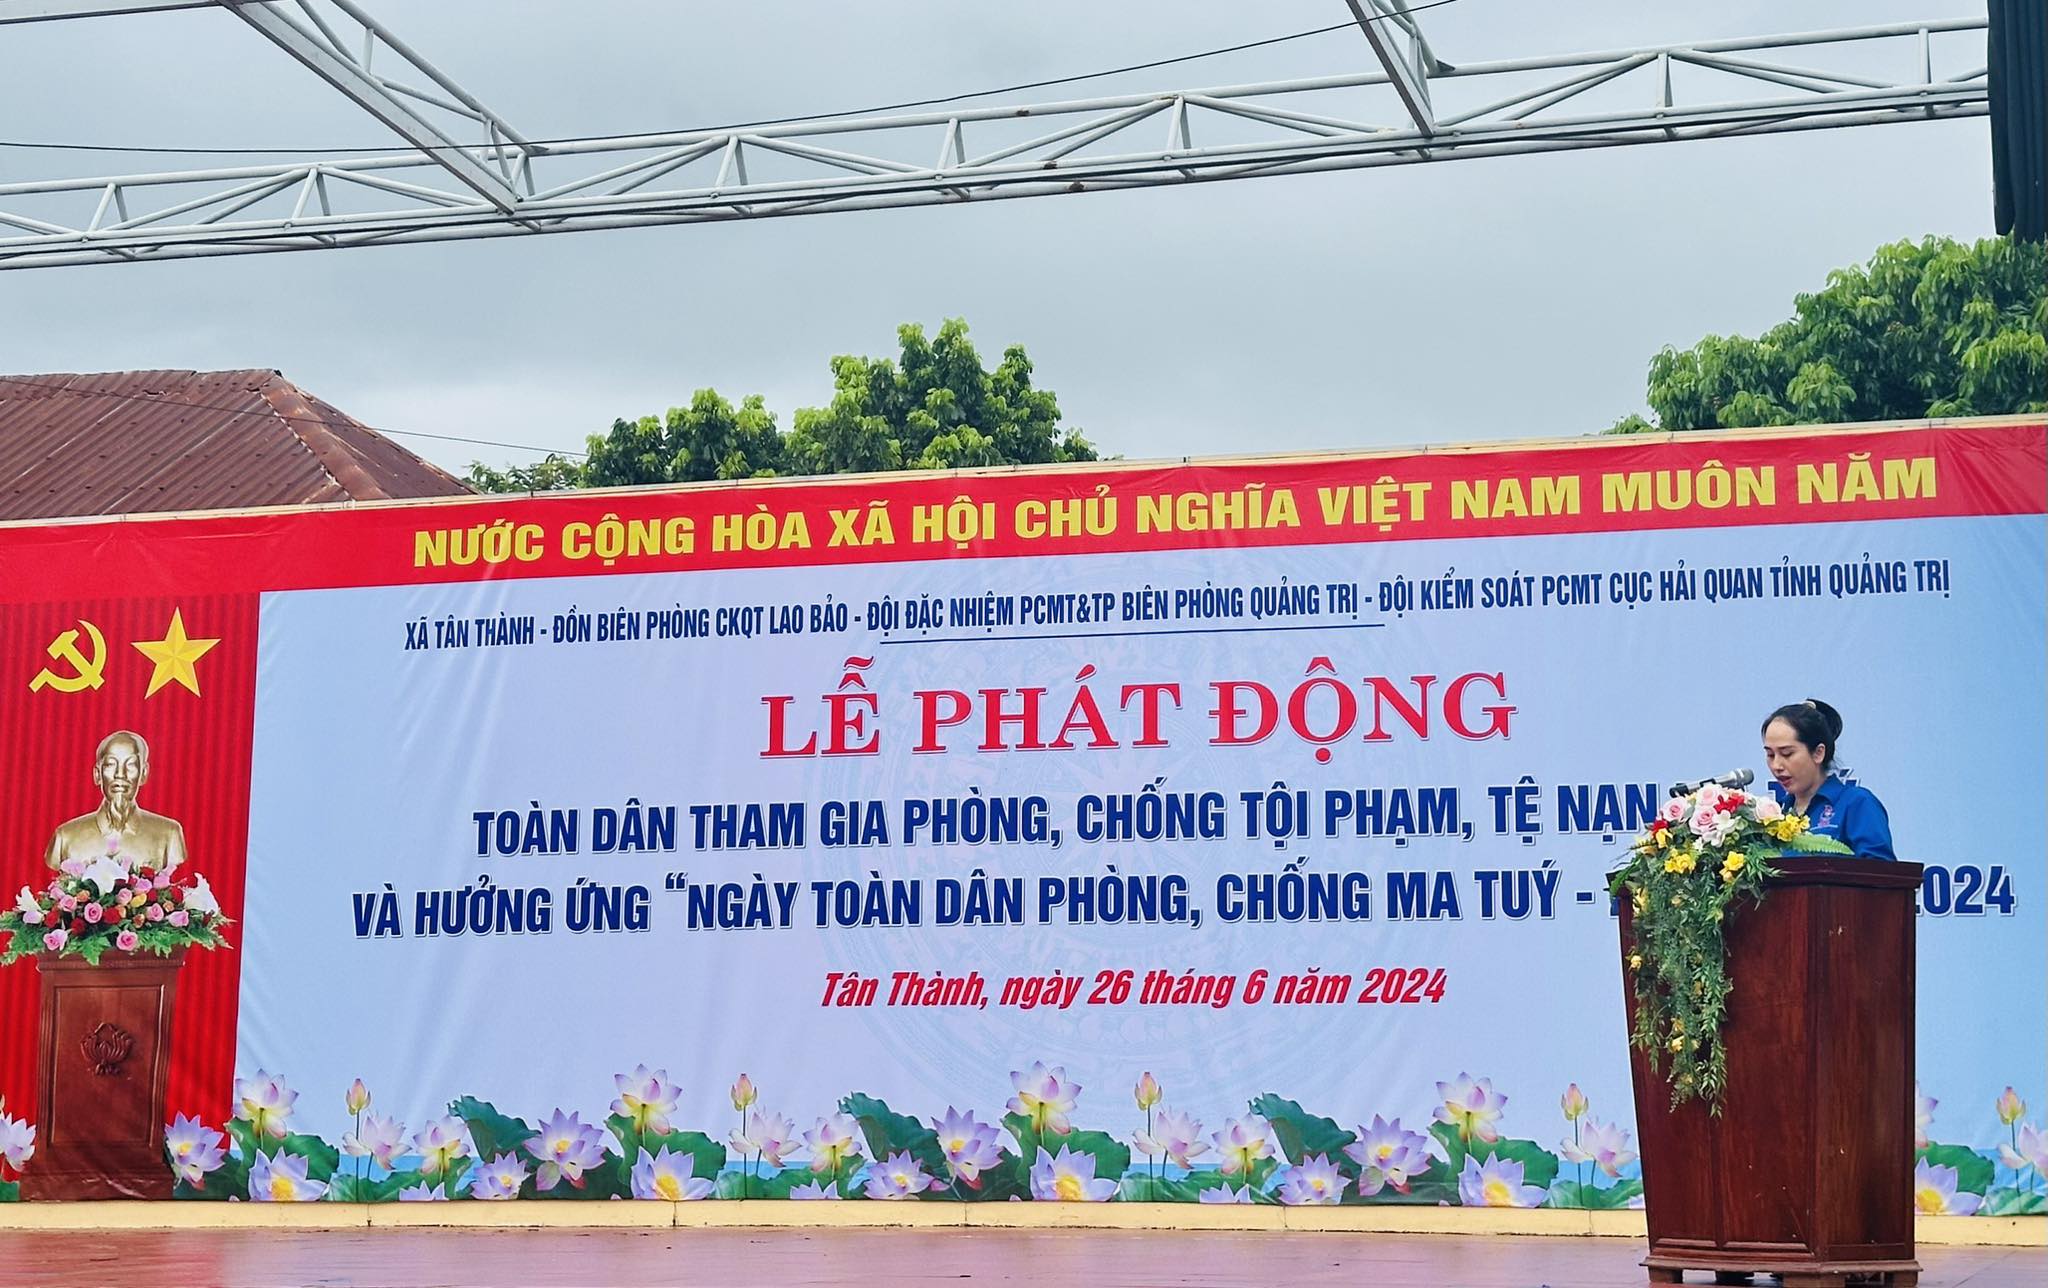 NƯỚC CỘNG HÒA XÃ HỘI CHỦ NGHĨA VIỆT NAM MUÔN NĂM
XÃ TÂN THÀNH - ĐỒN BIÊN PHÒNG CKQT LAO BẢO - ĐỘI ĐẶC NHIỆM PCMT&TP BIÊN PHÒNG QUẢNG TRỊ - ĐỘI KIỂM SOÁT PCMT CỤC HẢI QUAN TỈNH QUẢNG TRỊ
LỄ PHÁT ĐỘNG
TOÀN DÂN THAM GIA PHÒNG, CHỐNG TỘI PHẠM, TỆ NẠN
VÀ HƯỞNG ỨNG “NGÀY TOÀN DÂN PHÒNG, CHỐNG MA TUÝ - 2024
Tân Thành, ngày 26 tháng 6 năm 2024